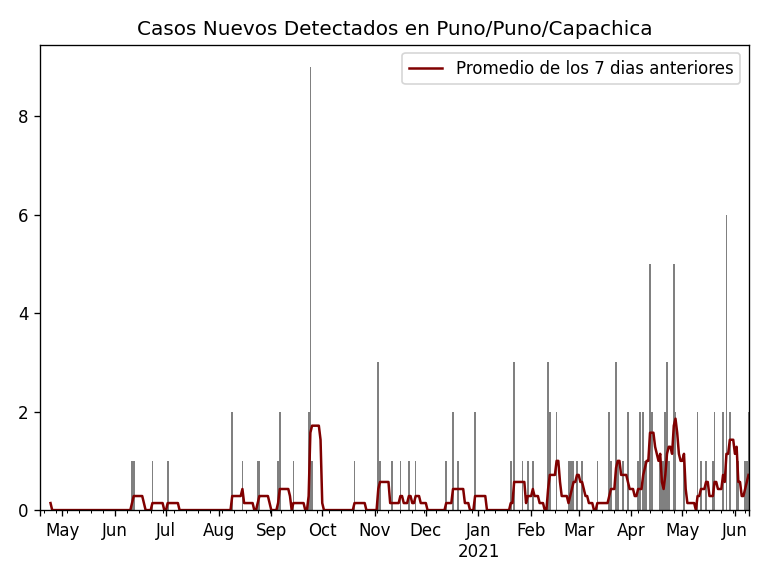 Casos Nuevos Detectados en Puno/Puno/Capachica
Promedio de los 7 dias anteriores
8
6
4
2
0
May Jun Jul Aug Sep Oct Nov Dec Jan Feb Mar Apr May Jun
2021